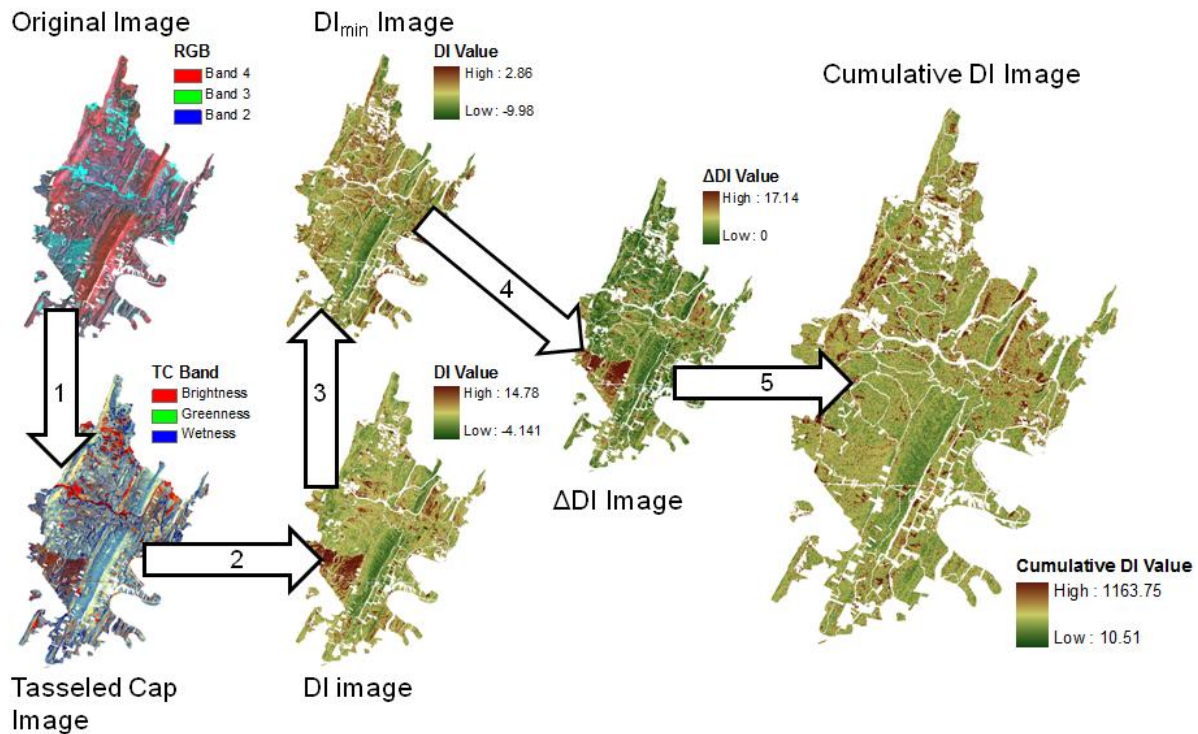 Original Image
RGB
Band 4
Band 3
Band 2
DImin Image
DI Value
High : 2.86
Low : -9.98
Cumulative DI Image
ΔDI Value
High : 17.14
Low : 0
1
TC Band
Brightness
Greenness
Wetness
3
DI Value
High : 14.78
Low : -4.141
4
5
2
ΔDI Image
Cumulative DI Value
High : 1163.75
Low : 10.51
Tasseled Cap
Image
DI image